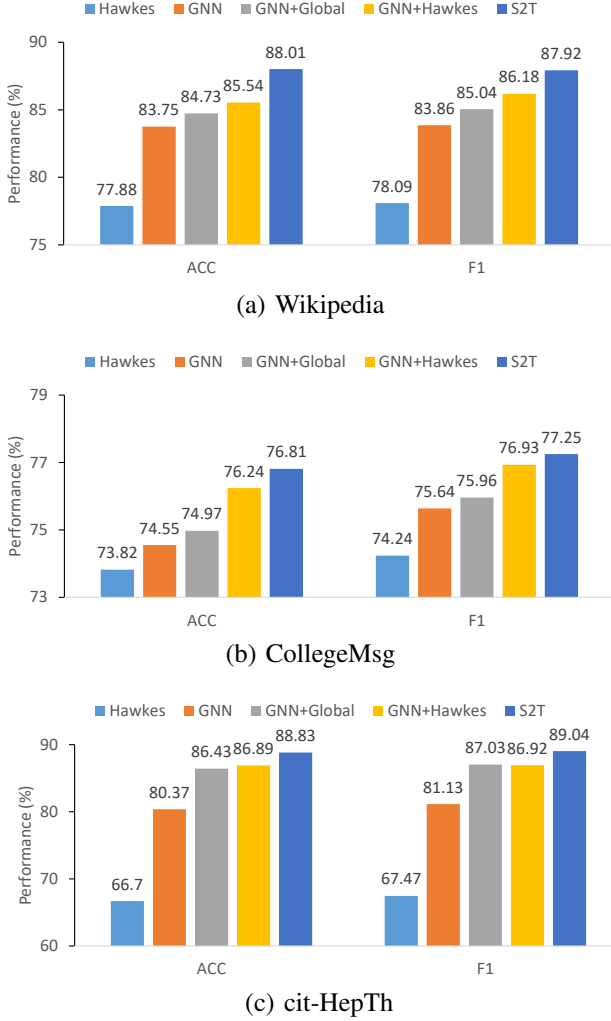 Hawkes GNN GNN+Global GNN+Hawkes S2T
Performance (%)
90
85
80
75
77.88 83.75 84.73 85.54 88.01
78.09 83.86 85.04 86.18 87.92
ACC F1
(a) Wikipedia
Hawkes GNN GNN+Global GNN+Hawkes S2T
Performance (%)
79
77
75
73
73.82 74.55 74.97 76.24 76.81
74.24 75.64 75.96 76.93 77.25
ACC F1
(b) CollegeMsg
Hawkes GNN GNN+Global GNN+Hawkes S2T
Performance (%)
90
80
70
60
66.7 80.37 86.43 86.89 88.83
67.47 81.13 87.03 86.92 89.04
ACC F1
(c) cit-HepTh